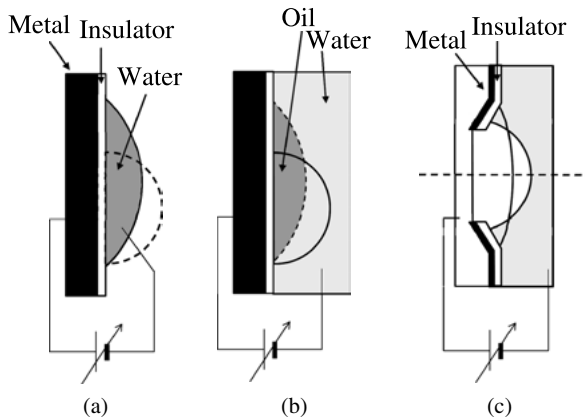 Metal
Insulator
Water
Oil
Water
Metal
Insulator
(a)
(b)
(c)